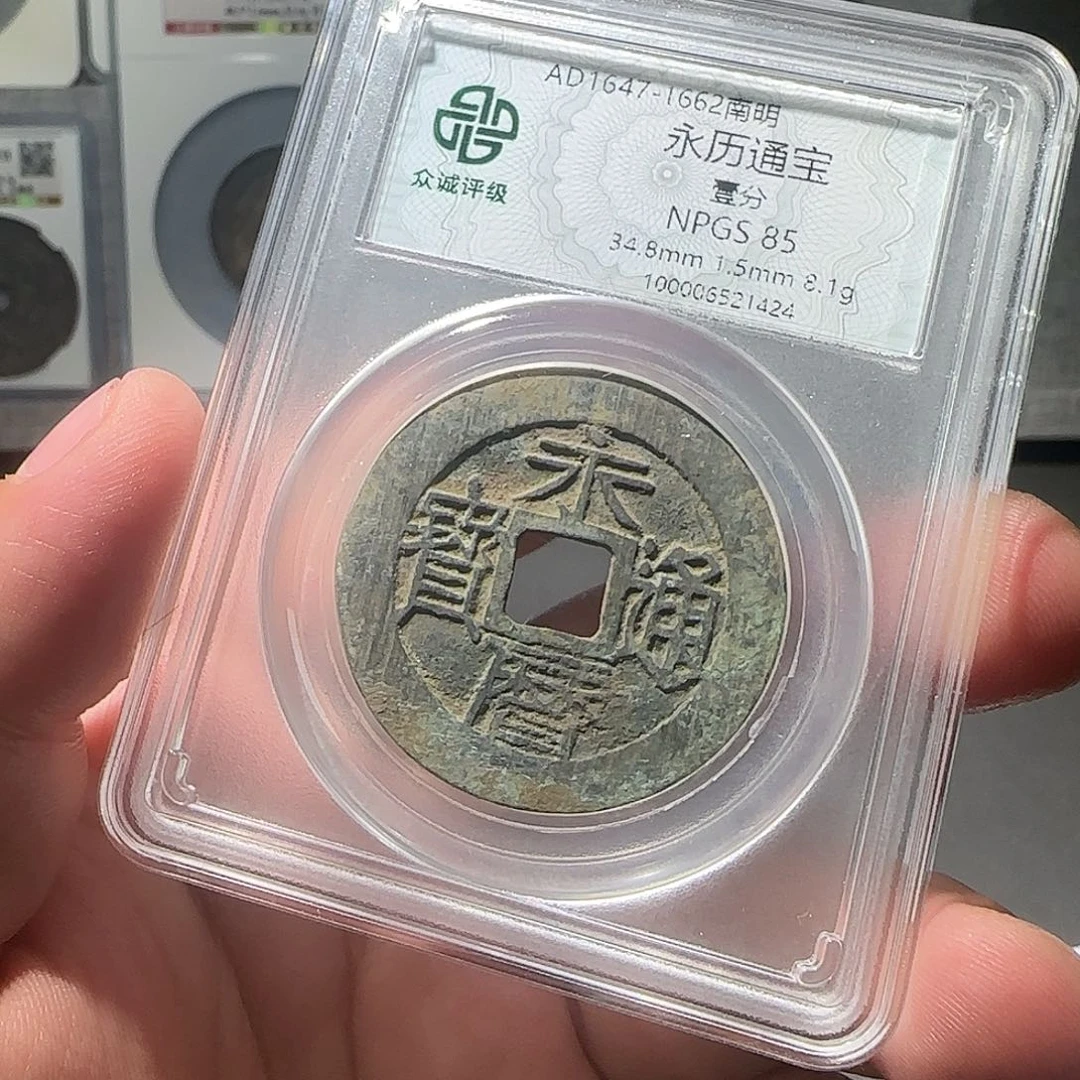 众诚评级
AD1647-1662南明
永历通宝
壹分
NPGS 85
34.8mm 1.5mm 8.1g
100006521424
永曆通寶